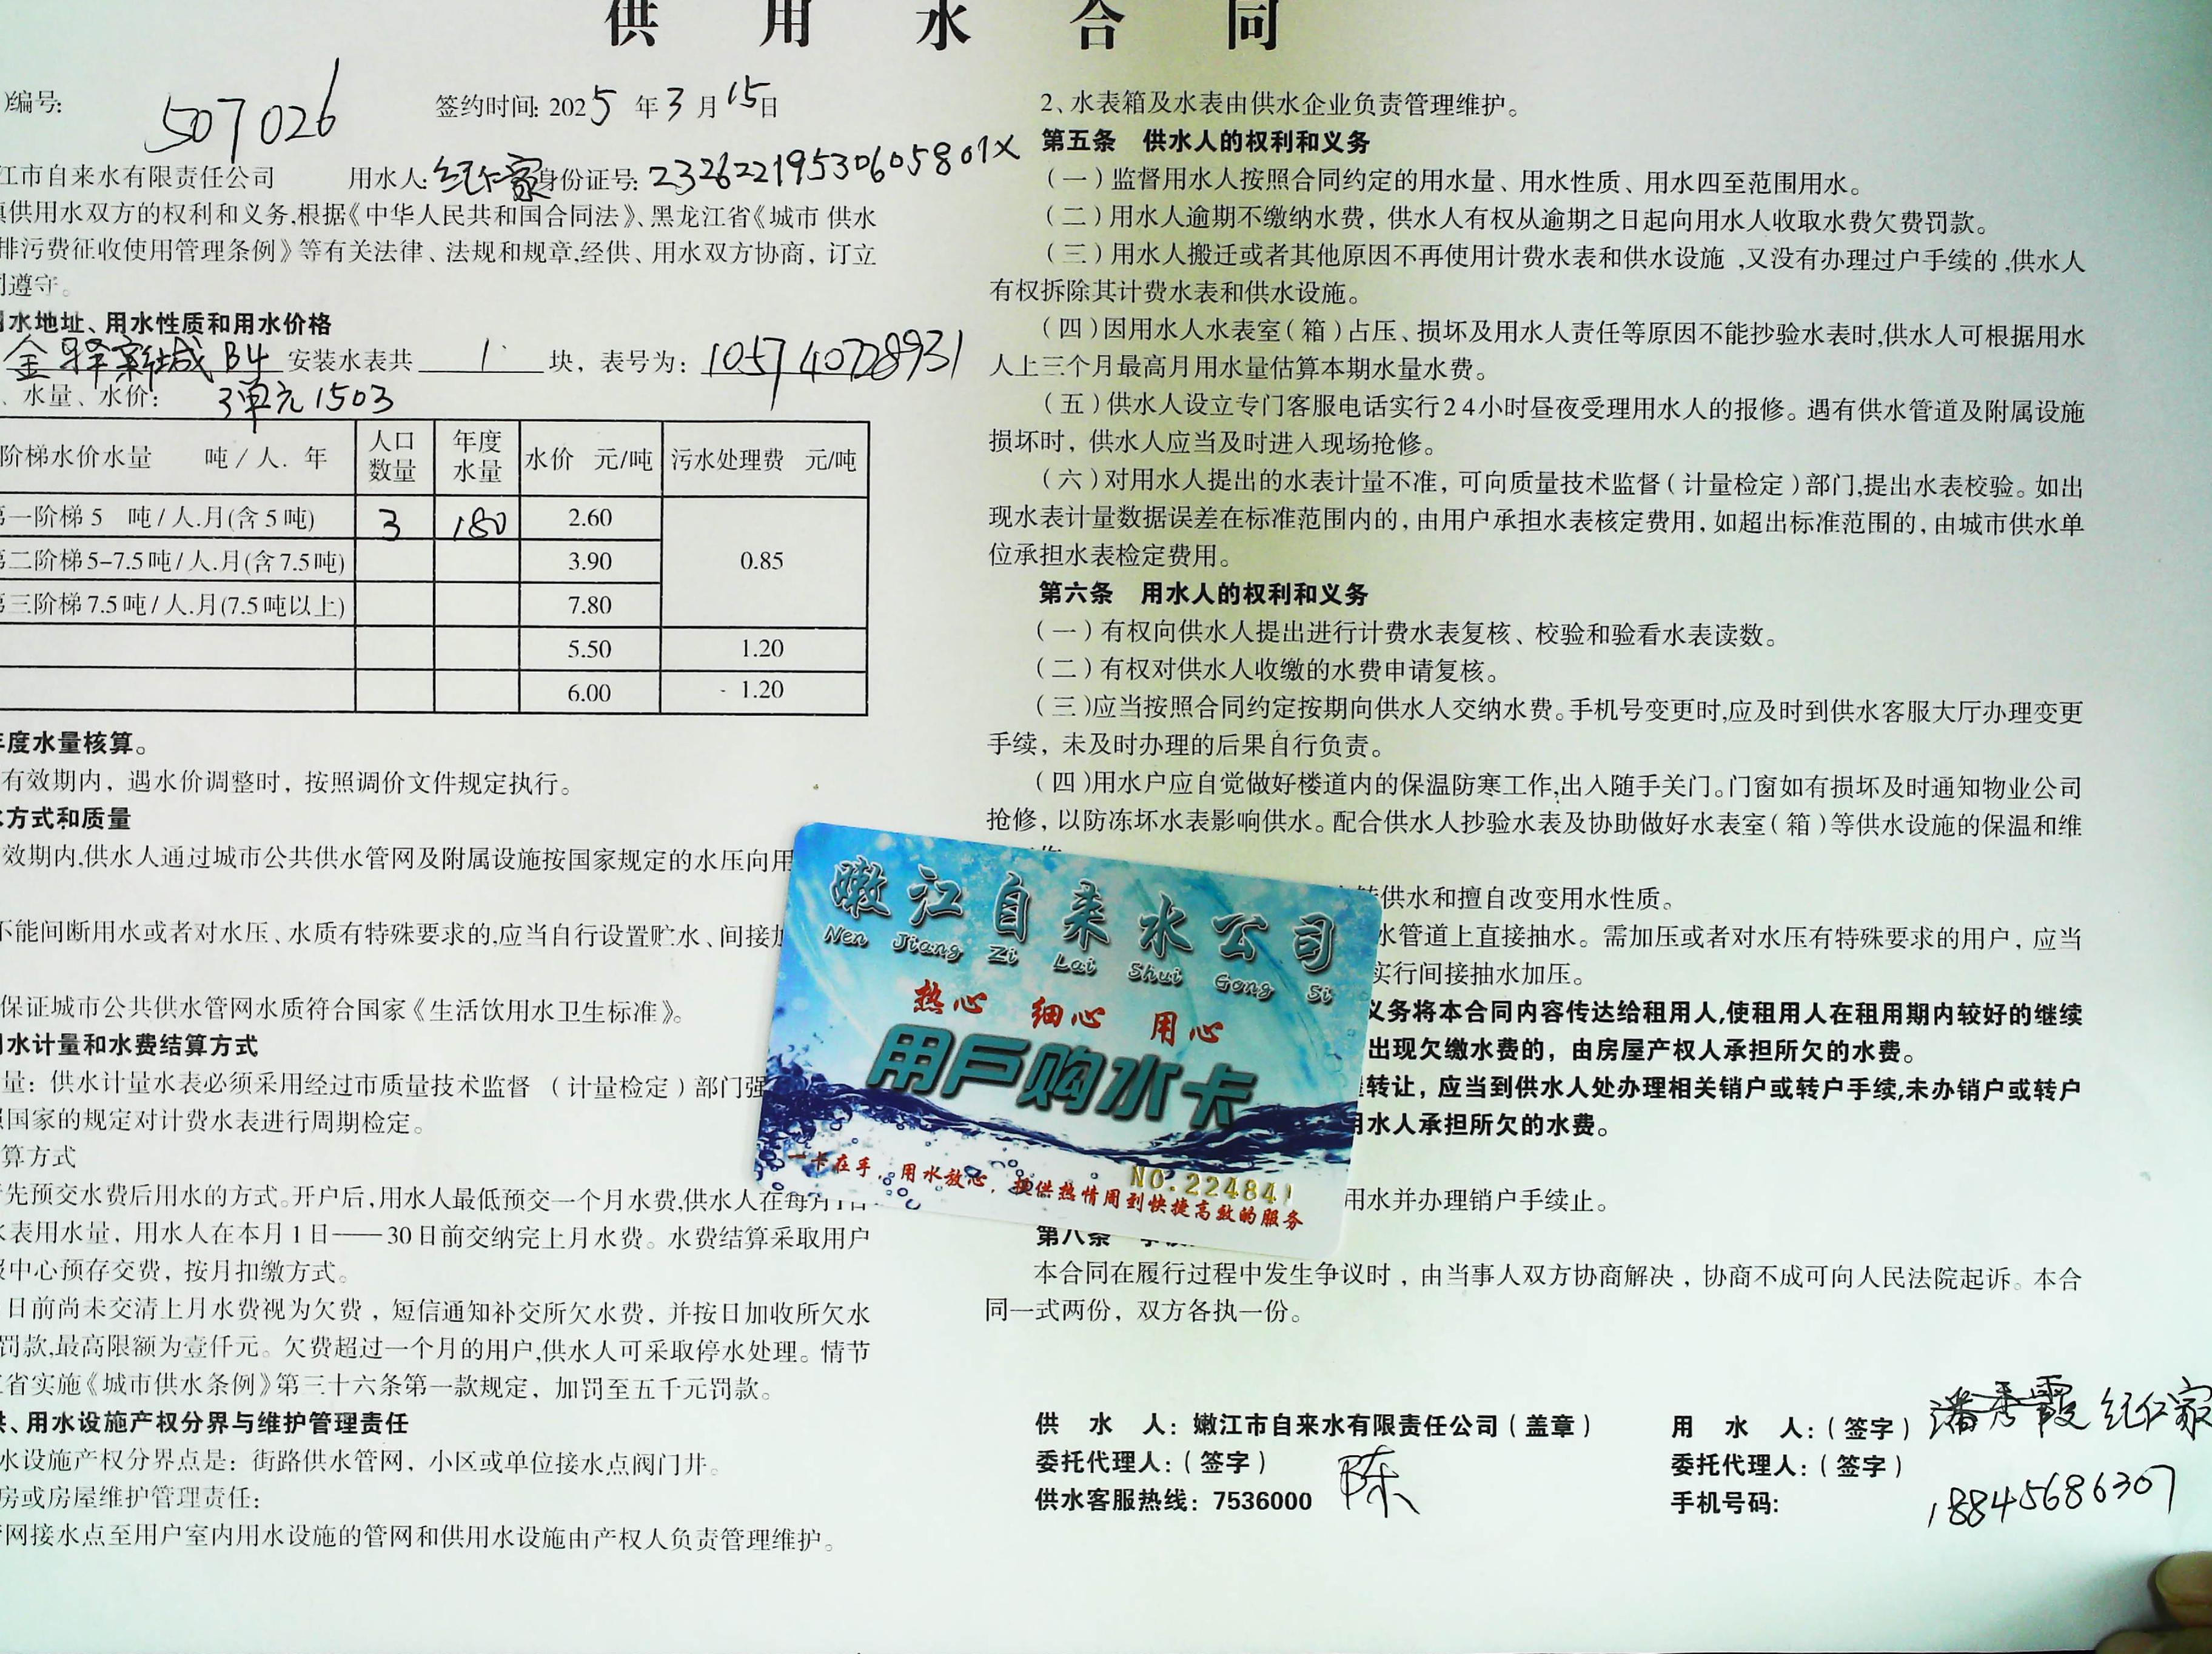 供 用 水 合 同
编号: 507026 签约时间: 2025 年 3 月 15 日
江市自来水有限责任公司 用水人: 纪仁家 身份证号: 23262219530605801X
供用水双方的权利和义务,根据《中华人民共和国合同法》、黑龙江省《城市 供水
排污费征收使用管理条例》等有关法律、法规和规章,经供、用水双方协商，订立
遵守。
水地址、用水性质和用水价格
金驿新城 B4 安装水表共 1 块，表号为: 105740728931
、水量、水价: 3单元1503
阶梯水价水量 吨/人. 年 人口数量 年度水量 水价 元/吨 污水处理费 元/吨
第一阶梯 5 吨/人.月(含5吨) 3 180 2.60 0.85
第二阶梯5-7.5吨/人.月(含7.5吨) 3.90
第三阶梯7.5吨/人.月(7.5吨以上) 7.80
5.50 1.20
6.00 1.20
年度水量核算。
有效期内，遇水价调整时，按照调价文件规定执行。
方式和质量
效期内,供水人通过城市公共供水管网及附属设施按国家规定的水压向用
不能间断用水或者对水压、水质有特殊要求的,应当自行设置贮水、间接加
保证城市公共供水管网水质符合国家《生活饮用水卫生标准》。
水计量和水费结算方式
量：供水计量水表必须采用经过市质量技术监督 （计量检定）部门强
国家的规定对计费水表进行周期检定。
算方式
先预交水费后用水的方式。开户后,用水人最低预交一个月水费,供水人在每月1日
表用水量，用水人在本月1日——30日前交纳完上月水费。水费结算采取用户
中心预存交费，按月扣缴方式。
日前尚未交清上月水费视为欠费，短信通知补交所欠水费，并按日加收所欠水
罚款,最高限额为壹仟元。欠费超过一个月的用户,供水人可采取停水处理。情节
省实施《城市供水条例》第三十六条第一款规定，加罚至五千元罚款。
、用水设施产权分界与维护管理责任
水设施产权分界点是：街路供水管网，小区或单位接水点阀门井。
房或房屋维护管理责任:
网接水点至用户室内用水设施的管网和供用水设施由产权人负责管理维护。
2、水表箱及水表由供水企业负责管理维护。
第五条 供水人的权利和义务
（一）监督用水人按照合同约定的用水量、用水性质、用水四至范围用水。
（二）用水人逾期不缴纳水费，供水人有权从逾期之日起向用水人收取水费欠费罚款。
（三）用水人搬迁或者其他原因不再使用计费水表和供水设施,又没有办理过户手续的,供水人
有权拆除其计费水表和供水设施。
（四）因用水人水表室（箱）占压、损坏及用水人责任等原因不能抄验水表时,供水人可根据用水
人上三个月最高月用水量估算本期水量水费。
（五）供水人设立专门客服电话实行24小时昼夜受理用水人的报修。遇有供水管道及附属设施
损坏时，供水人应当及时进入现场抢修。
（六）对用水人提出的水表计量不准，可向质量技术监督（计量检定）部门,提出水表校验。如出
现水表计量数据误差在标准范围内的，由用户承担水表核定费用，如超出标准范围的，由城市供水单
位承担水表检定费用。
第六条 用水人的权利和义务
（一）有权向供水人提出进行计费水表复核、校验和验看水表读数。
（二）有权对供水人收缴的水费申请复核。
（三）应当按照合同约定按期向供水人交纳水费。手机号变更时,应及时到供水客服大厅办理变更
手续，未及时办理的后果自行负责。
（四）用水户应自觉做好楼道内的保温防寒工作,出入随手关门。门窗如有损坏及时通知物业公司
抢修，以防冻坏水表影响供水。配合供水人抄验水表及协助做好水表室（箱）等供水设施的保温和维
转供水和擅自改变用水性质。
水管道上直接抽水。需加压或者对水压有特殊要求的用户，应当
实行间接抽水加压。
义务将本合同内容传达给租用人,使租用人在租用期内较好的继续
出现欠缴水费的，由房屋产权人承担所欠的水费。
转让，应当到供水人处办理相关销户或转户手续,未办销户或转户
用水人承担所欠的水费。
用水并办理销户手续止。
第八条
本合同在履行过程中发生争议时，由当事人双方协商解决，协商不成可向人民法院起诉。本合
同一式两份，双方各执一份。
供 水 人：嫩江市自来水有限责任公司（盖章）
委托代理人：（签字） 陈
供水客服热线：7536000
用 水 人：（签字） 潘秀霞 纪仁家
委托代理人：（签字）
手机号码: 18845686307
嫩江自来水公司
Nen Jiang Zi Lai Shui Gong Si
热心 细心 用心
用户购水卡
NO.224841
一卡在手，用水放心，提供热情周到快捷高效的服务